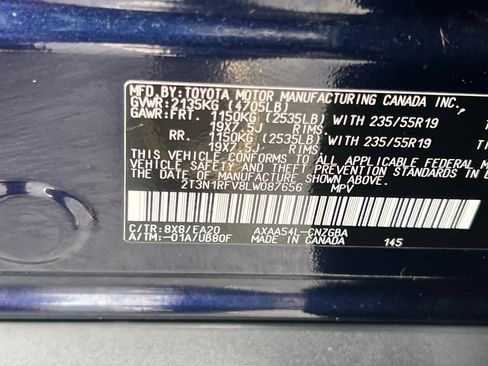 MFD.BY:TOYOTA MOTOR MANUFACTURING CANADA INC.
GVWR:2135KG (4705LB)
GAWR:FRT. 1150KG (2535LB) WITH 235/55R19
19X7.5J RIMS,
RR. 1150KG (2535LB) WITH 235/55R19
19X7.5J RIMS,
THIS VEHICLE CONFORMS TO ALL APPLICABLE FEDERAL M
VEHICLE SAFETY AND THEFT PREVENTION STANDARDS IN E
THE DATE OF MANUFACTURE SHOWN ABOVE.
2T3N1RFV8LW087656 MPV
C/TR:8X8/EA20 AXAA54L-CNZGBA
A/TM:-01A/UB80F MADE IN CANADA 145